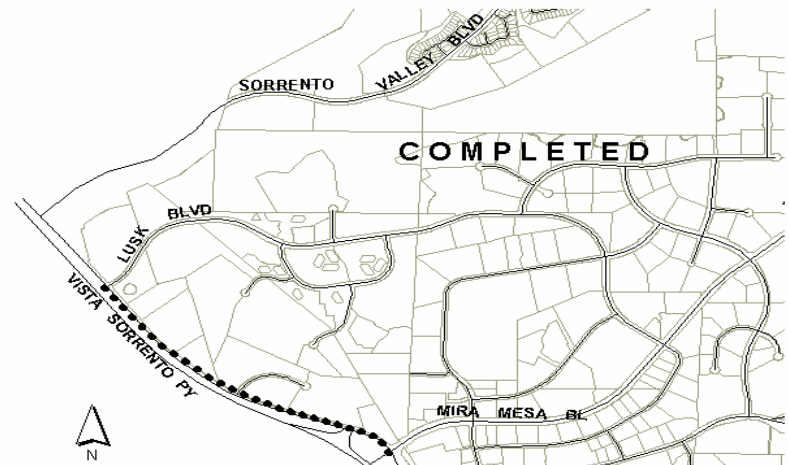 SORRENTO VALLEY BLVD
COMPLETED
LUSK BLVD
VISTA SORRENTO PY
MIRA MESA BL
N